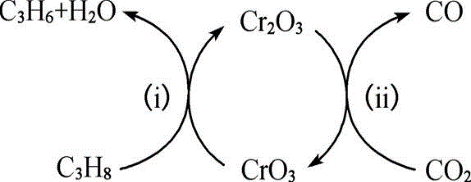 C₃H₆+H₂O Cr₂O₃ CO
(i) (ii)
C₃H₈ CrO₃ CO₂